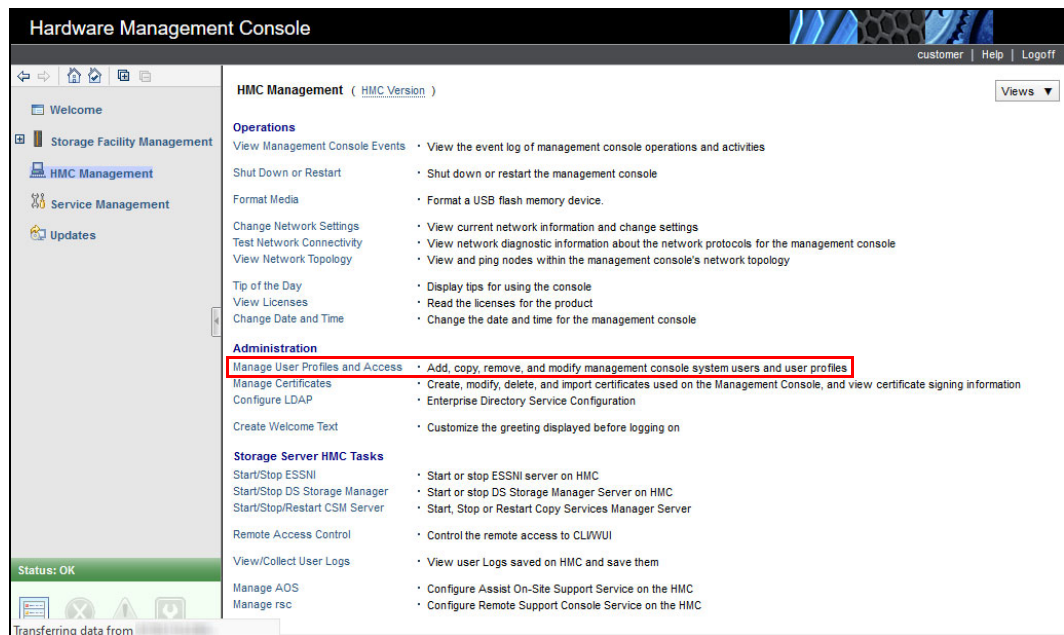 Hardware Management Console
customer | Help | Logoff
HMC Management ( HMC Version )
Views ▼
Welcome
Storage Facility Management
HMC Management
Service Management
Updates
Operations
View Management Console Events · View the event log of management console operations and activities
Shut Down or Restart · Shut down or restart the management console
Format Media · Format a USB flash memory device.
Change Network Settings · View current network information and change settings
Test Network Connectivity · View network diagnostic information about the network protocols for the management console
View Network Topology · View and ping nodes within the management console's network topology
Tip of the Day · Display tips for using the console
View Licenses · Read the licenses for the product
Change Date and Time · Change the date and time for the management console
Administration
Manage User Profiles and Access · Add, copy, remove, and modify management console system users and user profiles
Manage Certificates · Create, modify, delete, and import certificates used on the Management Console, and view certificate signing information
Configure LDAP · Enterprise Directory Service Configuration
Create Welcome Text · Customize the greeting displayed before logging on
Storage Server HMC Tasks
Start/Stop ESSNI · Start or stop ESSNI server on HMC
Start/Stop DS Storage Manager · Start or stop DS Storage Manager Server on HMC
Start/Stop/Restart CSM Server · Start, Stop or Restart Copy Services Manager Server
Remote Access Control · Control the remote access to CLI/WUI
View/Collect User Logs · View user Logs saved on HMC and save them
Manage AOS · Configure Assist On-Site Support Service on the HMC
Manage rsc · Configure Remote Support Console Service on the HMC
Status: OK
Transferring data from